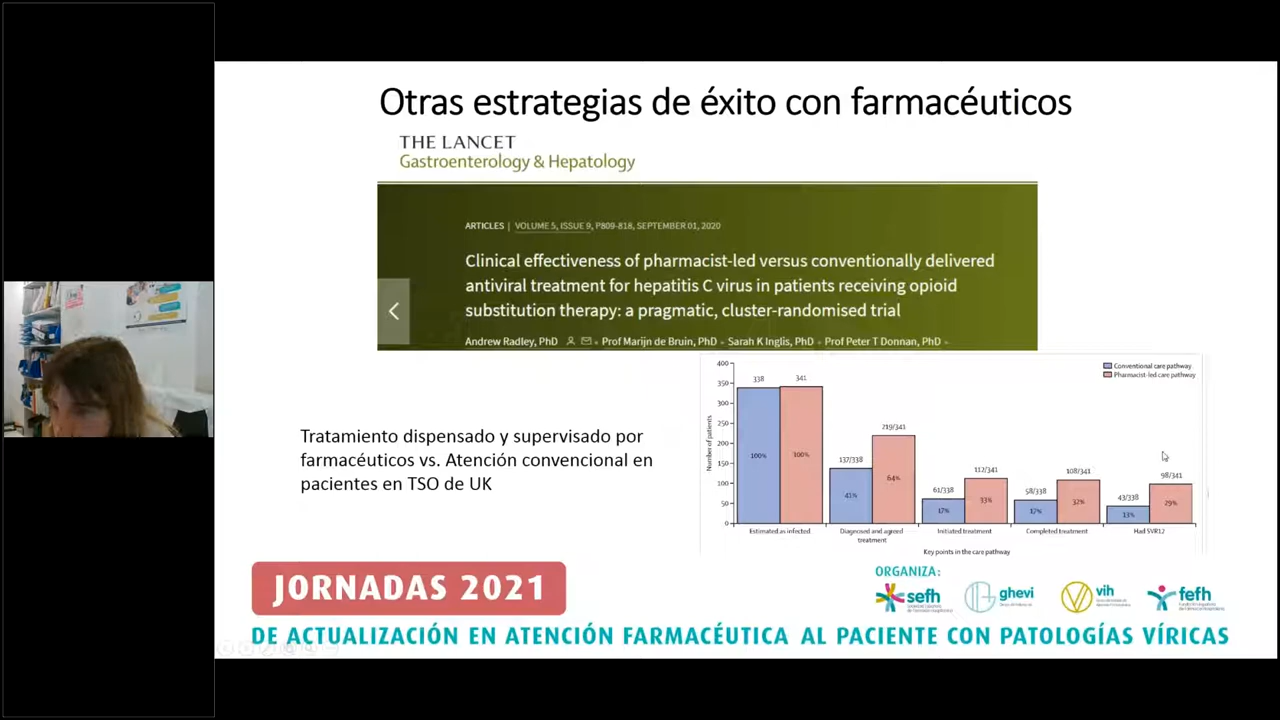 Otras estrategias de éxito con farmacéuticos
THE LANCET
Gastroenterology & Hepatology
ARTICLES | VOLUME 5, ISSUE 9, P809-818, SEPTEMBER 01, 2020
Clinical effectiveness of pharmacist-led versus conventionally delivered
antiviral treatment for hepatitis C virus in patients receiving opioid
substitution therapy: a pragmatic, cluster-randomised trial
Andrew Radley, PhD • Prof Marijn de Bruin, PhD • Sarah K Inglis, PhD • Prof Peter T Donnan, PhD •
Tratamiento dispensado y supervisado por
farmacéuticos vs. Atención convencional en
pacientes en TSO de UK
Number of patients
400
350
300
250
200
150
100
50
0
Conventional care pathway
Pharmacist-led care pathway
338 341
137/338 219/341
61/338 112/341
58/338 108/341
43/338 98/341
100% 100%
41% 64%
17% 33%
17% 32%
13% 29%
Estimated as infected
Diagnosed and agreed
treatment
Initiated treatment
Completed treatment
Had SVR12
Key points in the care pathway
JORNADAS 2021
ORGANIZA:
sefh
ghevi
vih
fefh
DE ACTUALIZACIÓN EN ATENCIÓN FARMACÉUTICA AL PACIENTE CON PATOLOGÍAS VÍRICAS